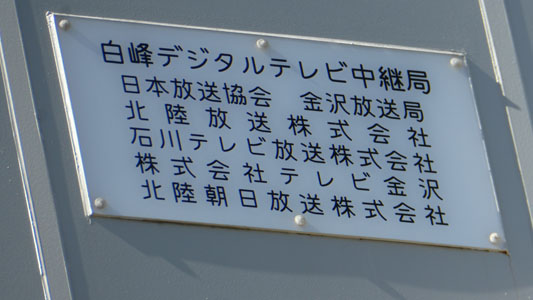 白峰デジタルテレビ中継局
日本放送協会　金沢放送局
北陸放送株式会社
石川テレビ放送株式会社
株式会社テレビ金沢
北陸朝日放送株式会社